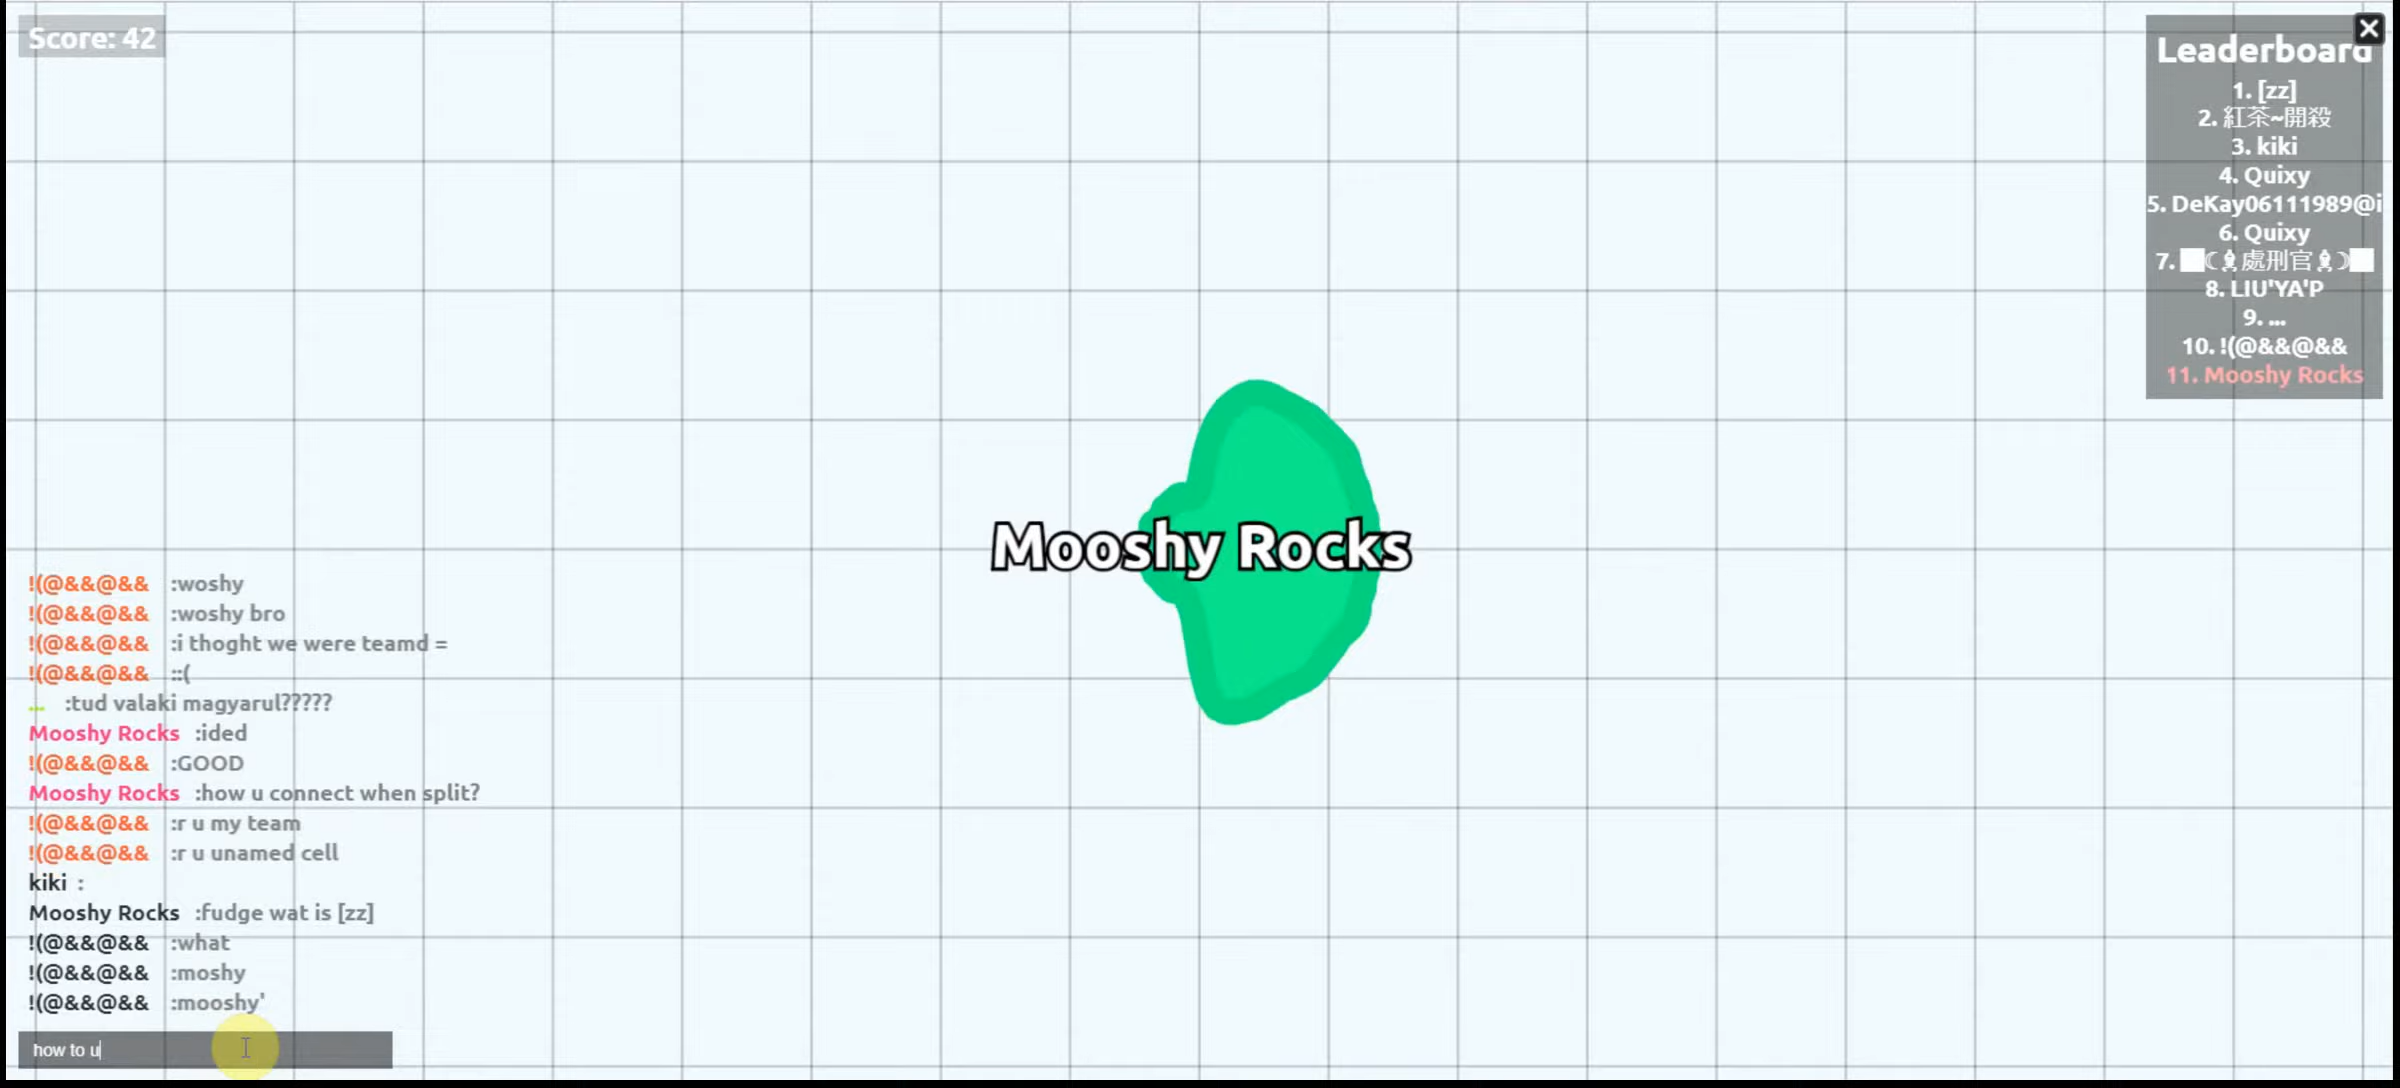 Score: 42
Leaderboard
1. [zz]
2. 紅茶~開殺
3. kiki
4. Quixy
5. DeKay06111989@i
6. Quixy
7. 處刑官
8. LIU'YA'P
9. ...
10. !(@&&@&&
11. Mooshy Rocks
Mooshy Rocks
!(@&&@&& :woshy
!(@&&@&& :woshy bro
!(@&&@&& :i thoght we were teamd =
!(@&&@&& ::(
... :tud valaki magyarul?????
Mooshy Rocks :ided
!(@&&@&& :GOOD
Mooshy Rocks :how u connect when split?
!(@&&@&& :r u my team
!(@&&@&& :r u unamed cell
kiki :
Mooshy Rocks :fudge wat is [zz]
!(@&&@&& :what
!(@&&@&& :moshy
!(@&&@&& :mooshy'
how to u